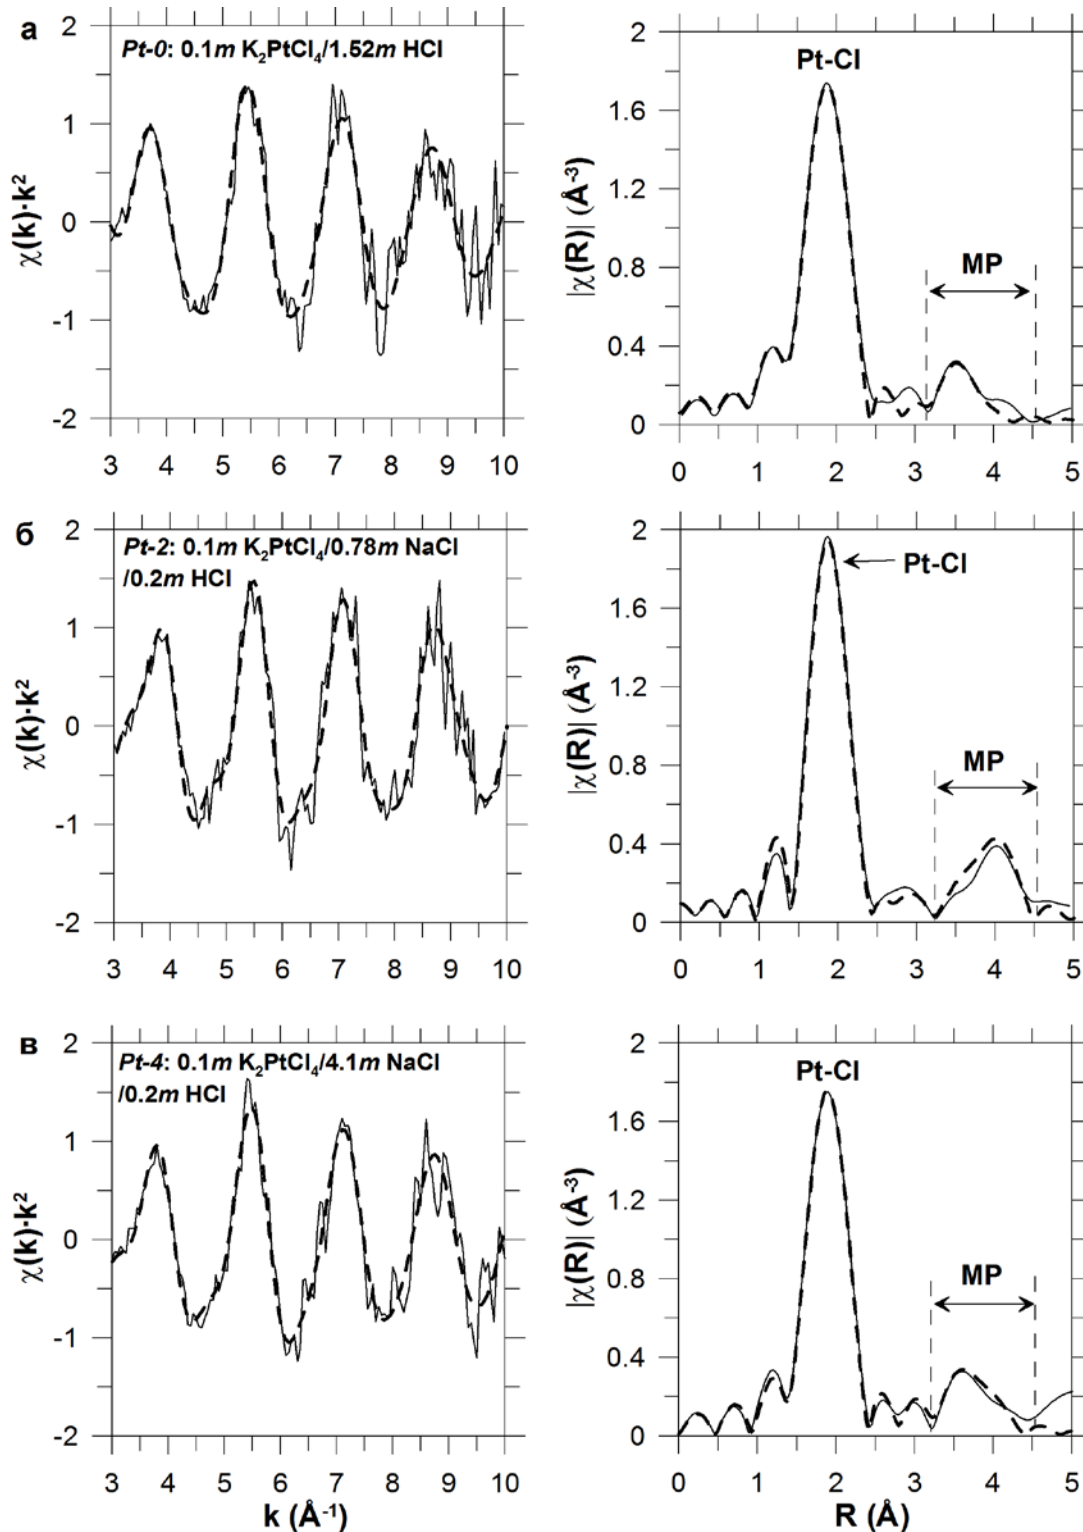 а
Pt-0: 0.1m K₂PtCl₄/1.52m HCl
χ(k)·k²
2
1
0
-1
-2
3 4 5 6 7 8 9 10
Pt-Cl
MP
|χ(R)| (Å⁻³)
2
1.6
1.2
0.8
0.4
0
0 1 2 3 4 5
б
Pt-2: 0.1m K₂PtCl₄/0.78m NaCl
/0.2m HCl
χ(k)·k²
2
1
0
-1
-2
3 4 5 6 7 8 9 10
Pt-Cl
MP
|χ(R)| (Å⁻³)
2
1.6
1.2
0.8
0.4
0
0 1 2 3 4 5
в
Pt-4: 0.1m K₂PtCl₄/4.1m NaCl
/0.2m HCl
χ(k)·k²
2
1
0
-1
-2
3 4 5 6 7 8 9 10
k (Å⁻¹)
Pt-Cl
MP
|χ(R)| (Å⁻³)
2
1.6
1.2
0.8
0.4
0
0 1 2 3 4 5
R (Å)